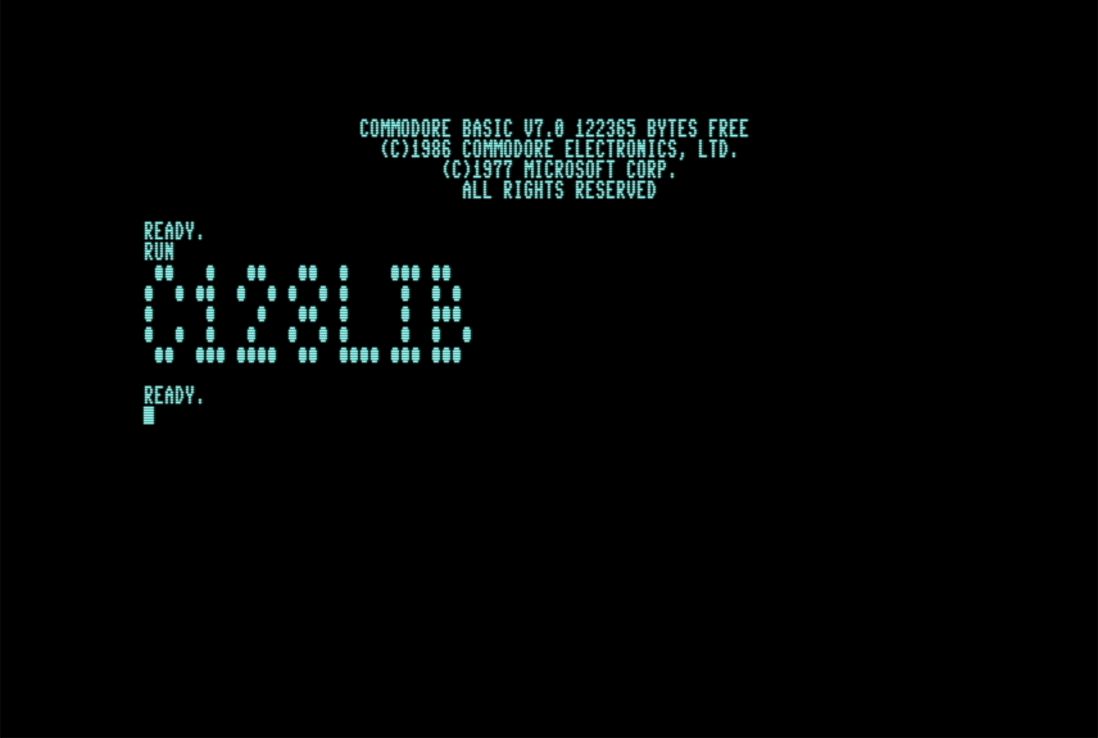 COMMODORE BASIC V7.0 122365 BYTES FREE
(C)1986 COMMODORE ELECTRONICS, LTD.
(C)1977 MICROSOFT CORP.
ALL RIGHTS RESERVED
READY.
RUN
C128LIB
READY.